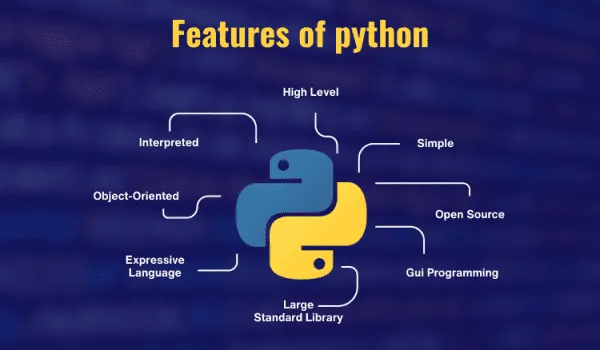 Features of python
High Level
Interpreted
Simple
Object-Oriented
Open Source
Expressive
Language
Gui Programming
Large
Standard Library